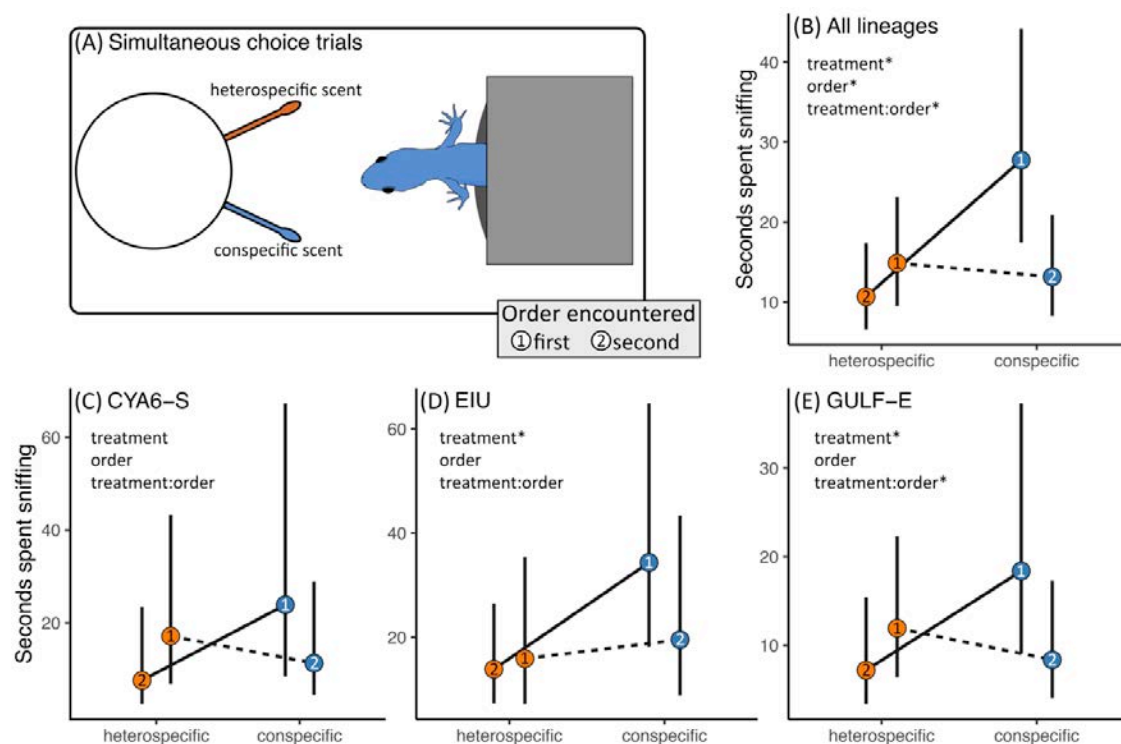 (A) Simultaneous choice trials
heterospecific scent
conspecific scent
Order encountered
①first ②second
(B) All lineages
treatment*
order*
treatment:order*
Seconds spent sniffing
40
30
20
10
1
2
1
2
heterospecific conspecific
(C) CYA6-S
treatment
order
treatment:order
Seconds spent sniffing
60
40
20
1
1
2
2
heterospecific conspecific
(D) EIU
treatment*
order
treatment:order
60
40
20
1
2
1
2
heterospecific conspecific
(E) GULF-E
treatment*
order
treatment:order*
30
20
10
1
1
2
2
heterospecific conspecific